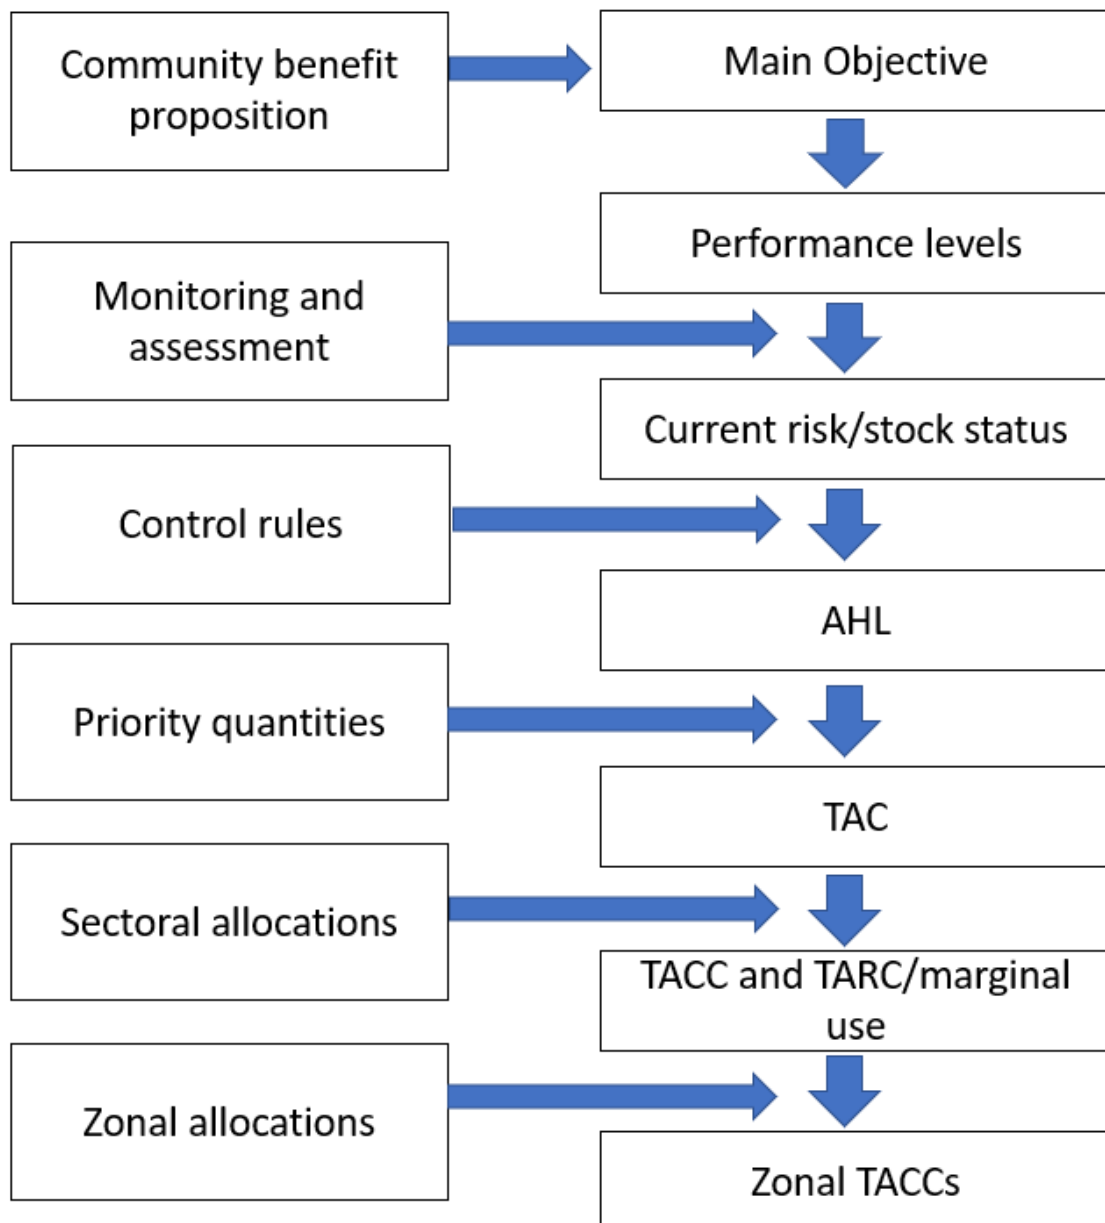 Community benefit
proposition
Main Objective
Performance levels
Monitoring and
assessment
Current risk/stock status
Control rules
AHL
Priority quantities
TAC
Sectoral allocations
TACC and TARC/marginal
use
Zonal allocations
Zonal TACCs